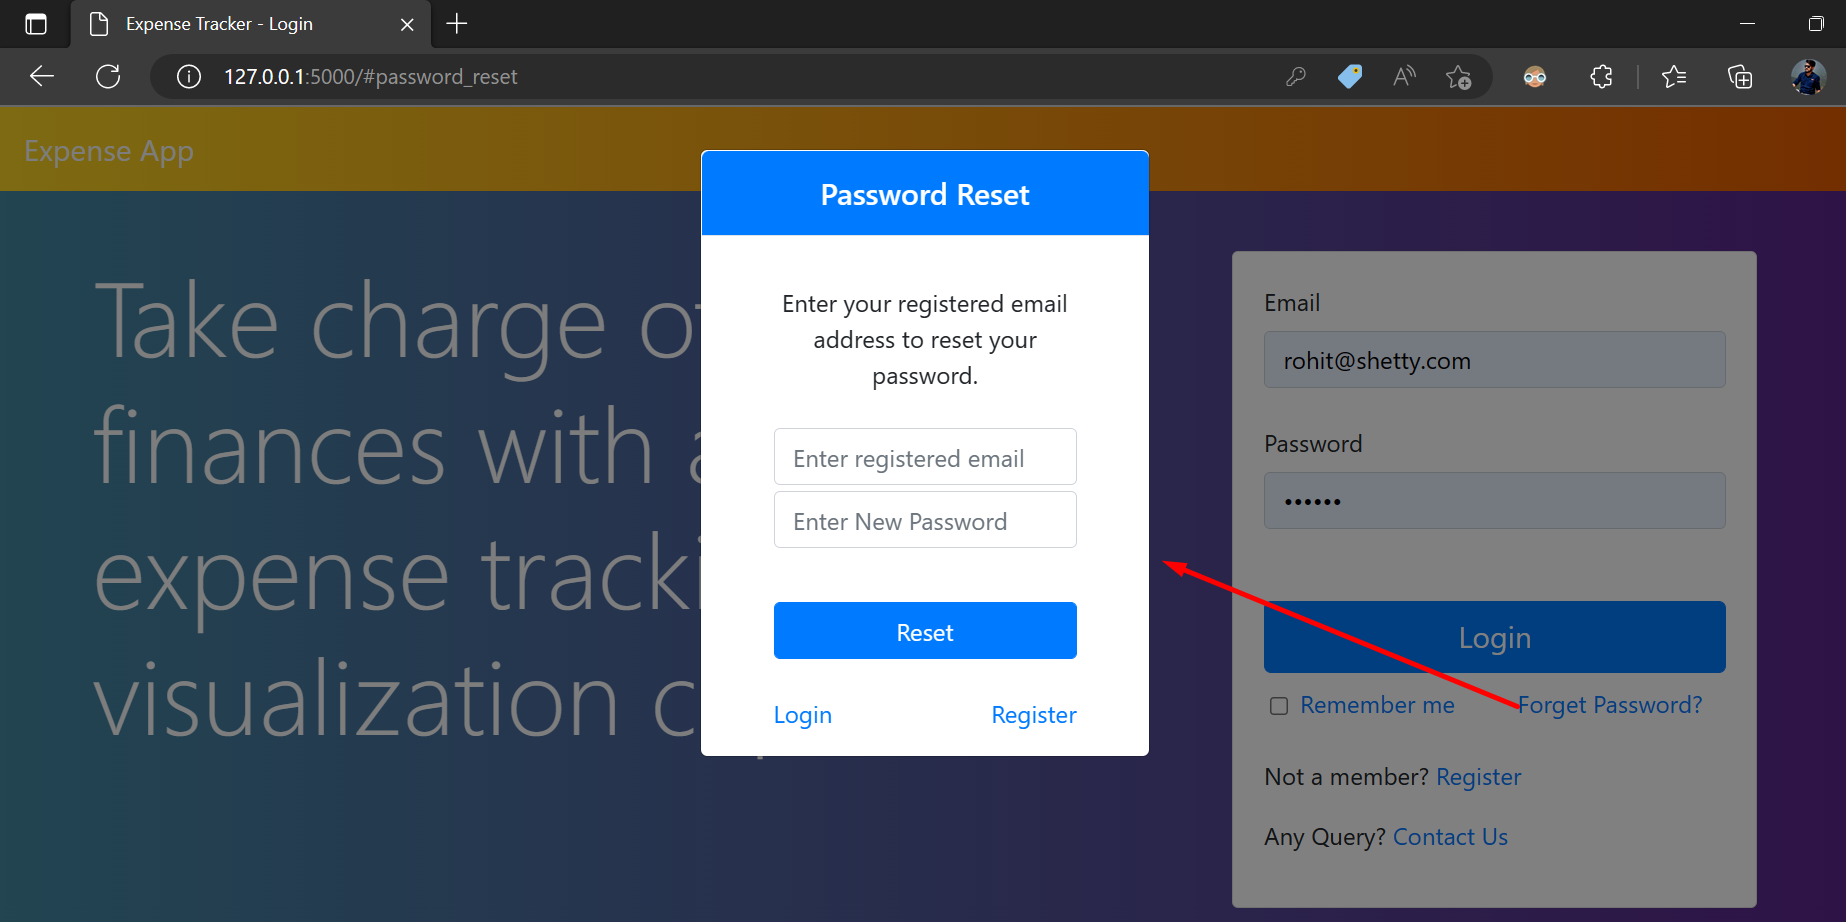 Expense Tracker - Login
127.0.0.1:5000/#password_reset
Expense App
Password Reset
Enter your registered email
address to reset your
password.
Enter registered email
Enter New Password
Reset
Login Register
Take charge of
finances with a
expense tracki
visualization c
Email
rohit@shetty.com
Password
••••••
Login
Remember me Forget Password?
Not a member? Register
Any Query? Contact Us